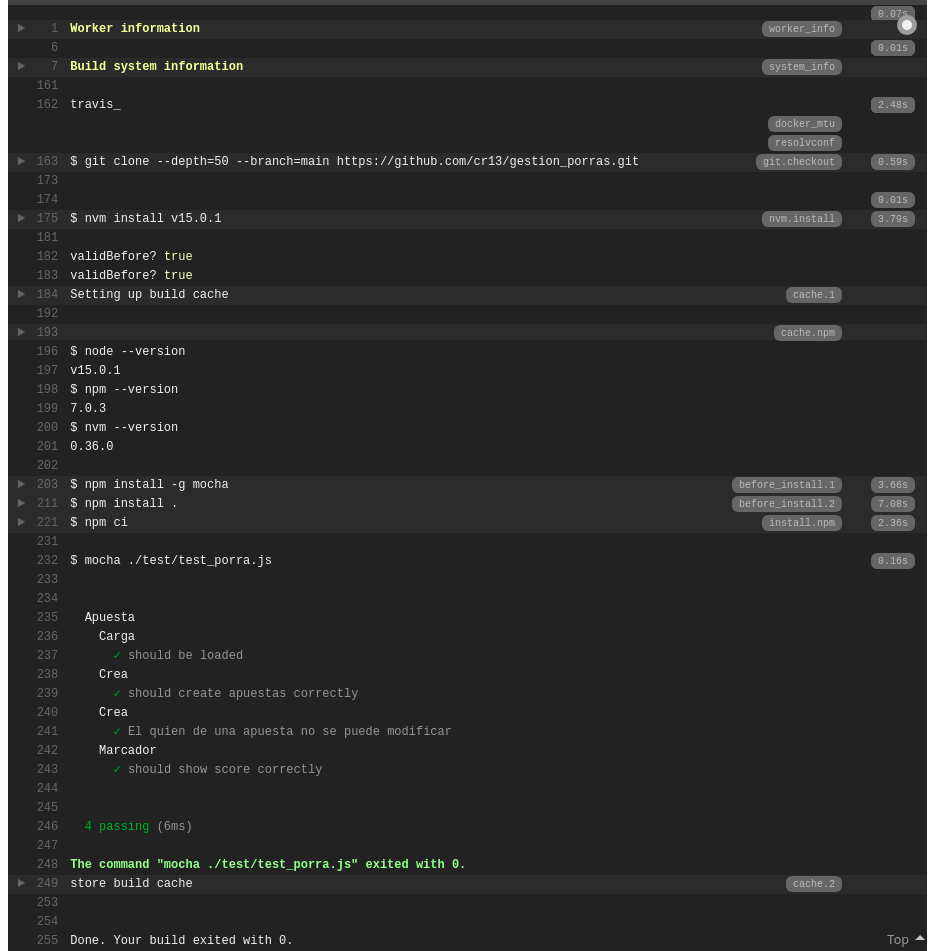 0.07s
1 Worker information worker_info
6 0.01s
7 Build system information system_info
161
162 travis_ 2.48s
docker_mtu
resolvconf
163 $ git clone --depth=50 --branch=main https://github.com/cr13/gestion_porras.git git.checkout 0.59s
173
174 0.01s
175 $ nvm install v15.0.1 nvm.install 3.79s
181
182 validBefore? true
183 validBefore? true
184 Setting up build cache cache.1
192
193 cache.npm
196 $ node --version
197 v15.0.1
198 $ npm --version
199 7.0.3
200 $ nvm --version
201 0.36.0
202
203 $ npm install -g mocha before_install.1 3.66s
211 $ npm install . before_install.2 7.08s
221 $ npm ci install.npm 2.36s
231
232 $ mocha ./test/test_porra.js 0.16s
233
234
235 Apuesta
236 Carga
237 ✓ should be loaded
238 Crea
239 ✓ should create apuestas correctly
240 Crea
241 ✓ El quien de una apuesta no se puede modificar
242 Marcador
243 ✓ should show score correctly
244
245
246 4 passing (6ms)
247
248 The command "mocha ./test/test_porra.js" exited with 0.
249 store build cache cache.2
253
254
255 Done. Your build exited with 0. Top